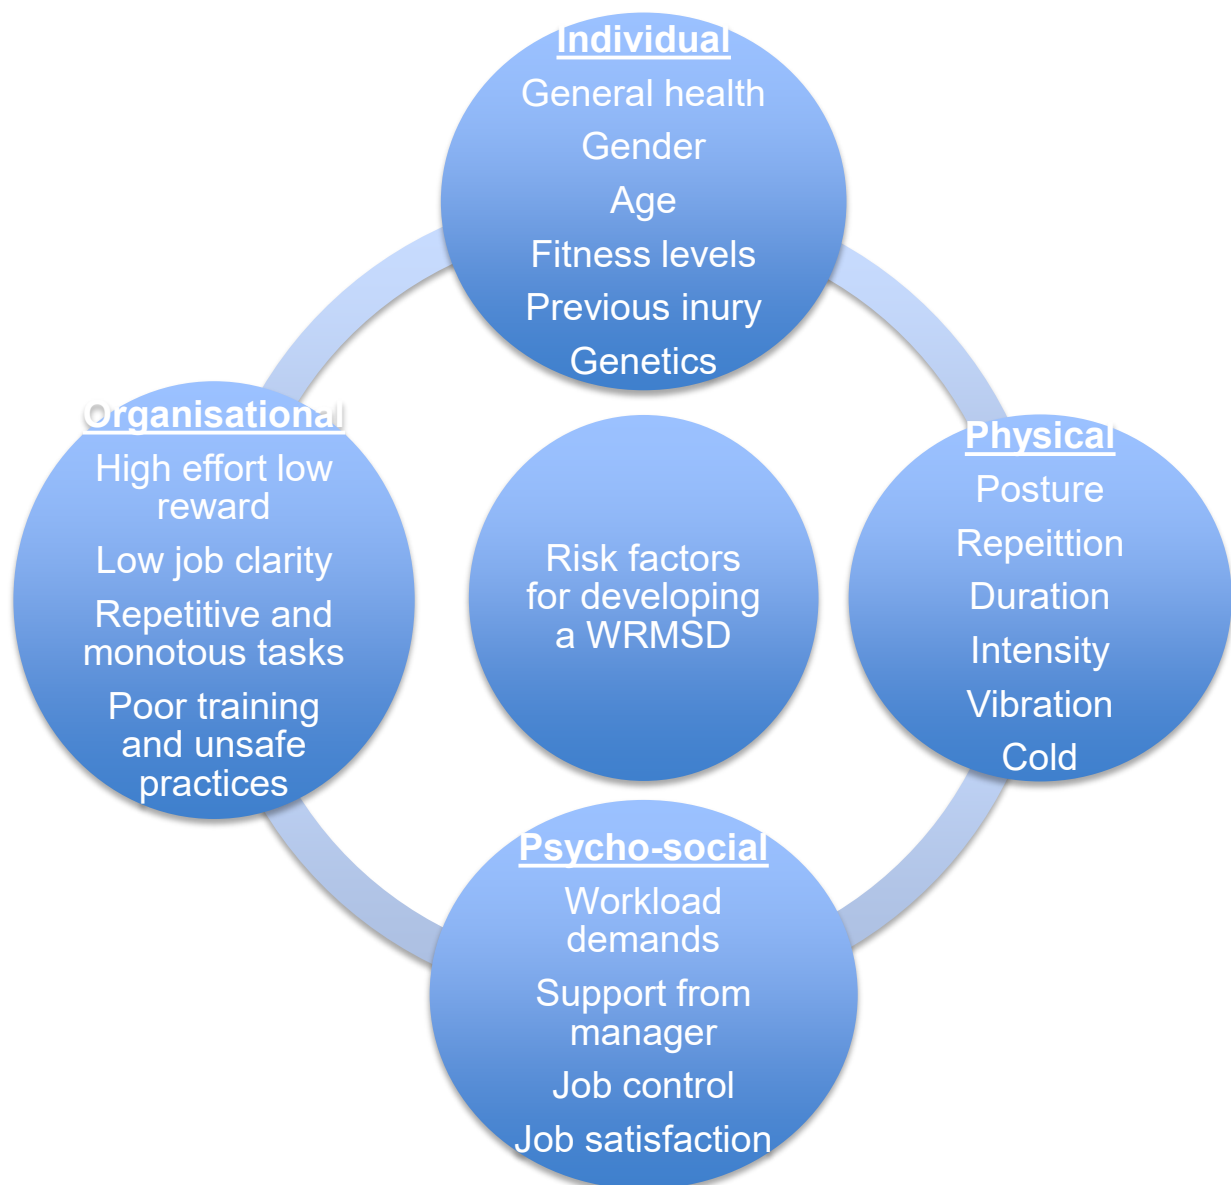 Individual
General health
Gender
Age
Fitness levels
Previous inury
Genetics
Organisational
High effort low
reward
Low job clarity
Repetitive and
monotous tasks
Poor training
and unsafe
practices
Risk factors
for developing
a WRMSD
Physical
Posture
Repeittion
Duration
Intensity
Vibration
Cold
Psycho-social
Workload
demands
Support from
manager
Job control
Job satisfaction